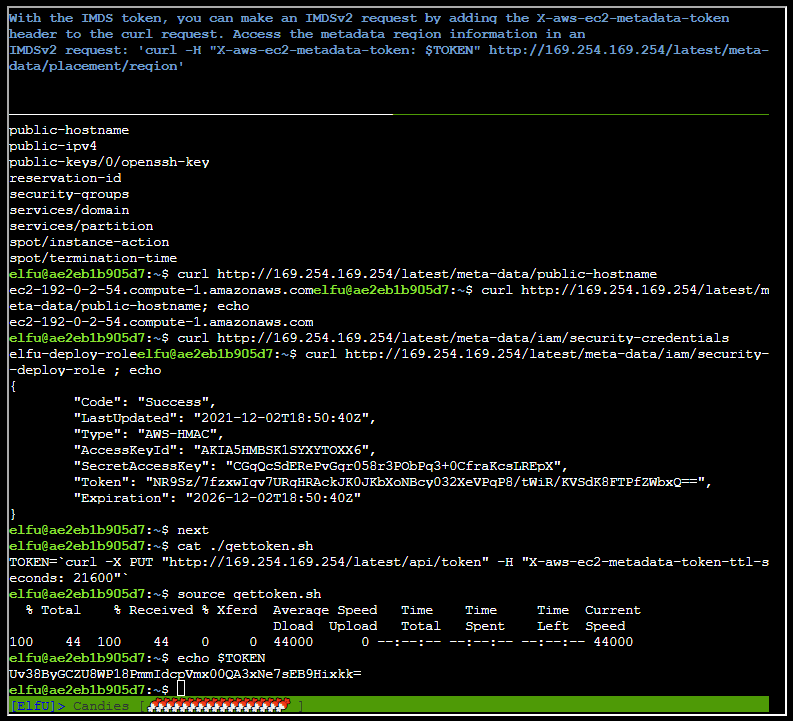 With the IMDS token, you can make an IMDSv2 request by adding the X-aws-ec2-metadata-token
header to the curl request. Access the metadata region information in an
IMDSv2 request: 'curl -H "X-aws-ec2-metadata-token: $TOKEN" http://169.254.169.254/latest/meta-
data/placement/region'
public-hostname
public-ipv4
public-keys/0/openssh-key
reservation-id
security-groups
services/domain
services/partition
spot/instance-action
spot/termination-time
elfu@ae2eb1b905d7:~$ curl http://169.254.169.254/latest/meta-data/public-hostname
ec2-192-0-2-54.compute-1.amazonaws.comelfu@ae2eb1b905d7:~$ curl http://169.254.169.254/latest/m
eta-data/public-hostname; echo
ec2-192-0-2-54.compute-1.amazonaws.com
elfu@ae2eb1b905d7:~$ curl http://169.254.169.254/latest/meta-data/iam/security-credentials
elfu-deploy-roleelfu@ae2eb1b905d7:~$ curl http://169.254.169.254/latest/meta-data/iam/security-
-deploy-role ; echo
{
        "Code": "Success",
        "LastUpdated": "2021-12-02T18:50:40Z",
        "Type": "AWS-HMAC",
        "AccessKeyId": "AKIA5HMBSK1SYXYTOXX6",
        "SecretAccessKey": "CGgQcSdERePvGgr058r3PObPq3+0CfraKcsLREpX",
        "Token": "NR9Sz/7fzxwIgv7URgHRAckJK0JKbXoNBcy032XeVPqP8/tWiR/KVSdK8FTPfZWbxQ==",
        "Expiration": "2026-12-02T18:50:40Z"
}
elfu@ae2eb1b905d7:~$ next
elfu@ae2eb1b905d7:~$ cat ./gettoken.sh
TOKEN=`curl -X PUT "http://169.254.169.254/latest/api/token" -H "X-aws-ec2-metadata-token-ttl-s
econds: 21600"`
elfu@ae2eb1b905d7:~$ source gettoken.sh
  % Total    % Received % Xferd  Average Speed   Time    Time     Time  Current
                                 Dload  Upload   Total   Spent    Left  Speed
100    44  100    44    0     0  44000      0 --:--:-- --:--:-- --:--:-- 44000
elfu@ae2eb1b905d7:~$ echo $TOKEN
Uv38ByGCZU8WP18PmmIdcpVmx00QA3xNe7sEB9Hixkk=
elfu@ae2eb1b905d7:~$
[ElfU]> Candies [ ]